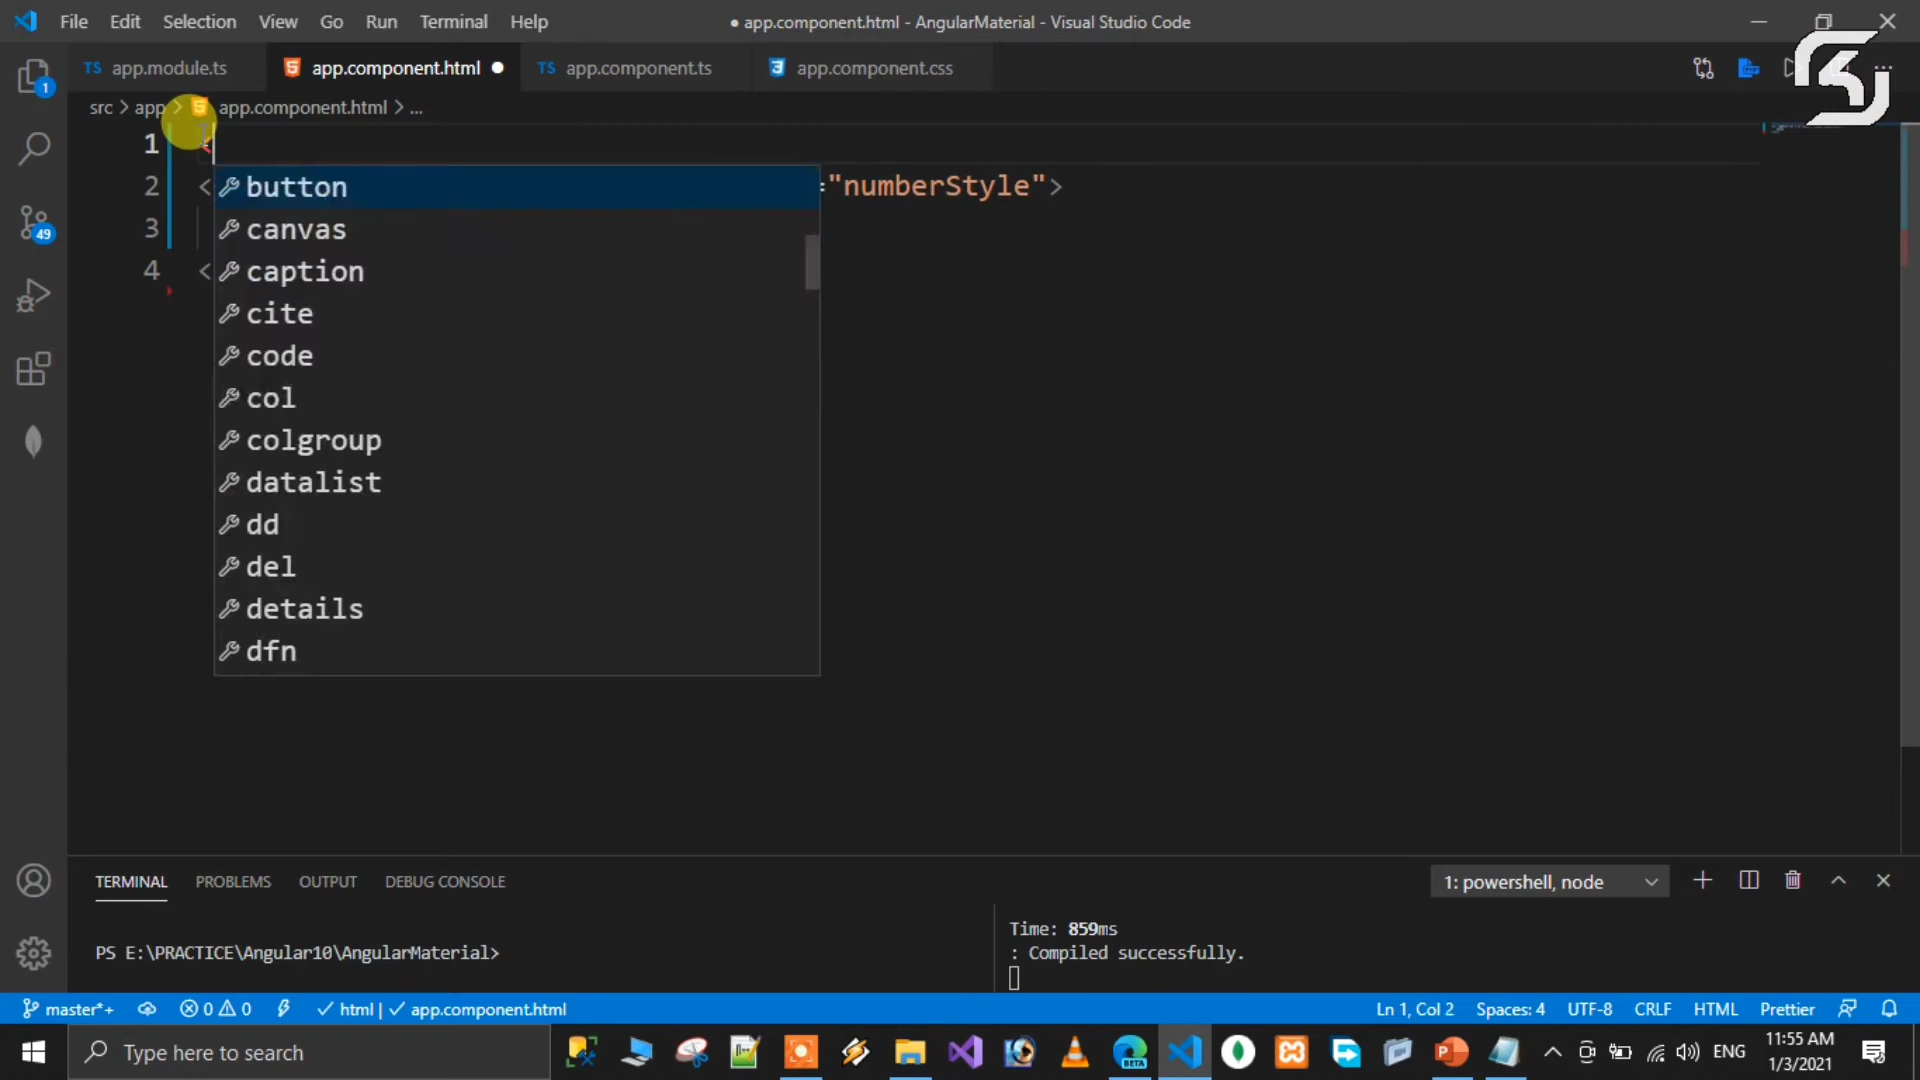 File Edit Selection View Go Run Terminal Help
● app.component.html - AngularMaterial - Visual Studio Code
TS app.module.ts
app.component.html ●
TS app.component.ts
app.component.css
src > app > app.component.html > ...
1 <
2 < ="numberStyle">
3
4 <
button
canvas
caption
cite
code
col
colgroup
datalist
dd
del
details
dfn
1
49
TERMINAL PROBLEMS OUTPUT DEBUG CONSOLE
1: powershell, node
PS E:\PRACTICE\Angular10\AngularMaterial>
Time: 859ms
: Compiled successfully.
master*+ 0 0 html | app.component.html
Ln 1, Col 2 Spaces: 4 UTF-8 CRLF HTML Prettier
Type here to search
BETA
ENG
11:55 AM
1/3/2021